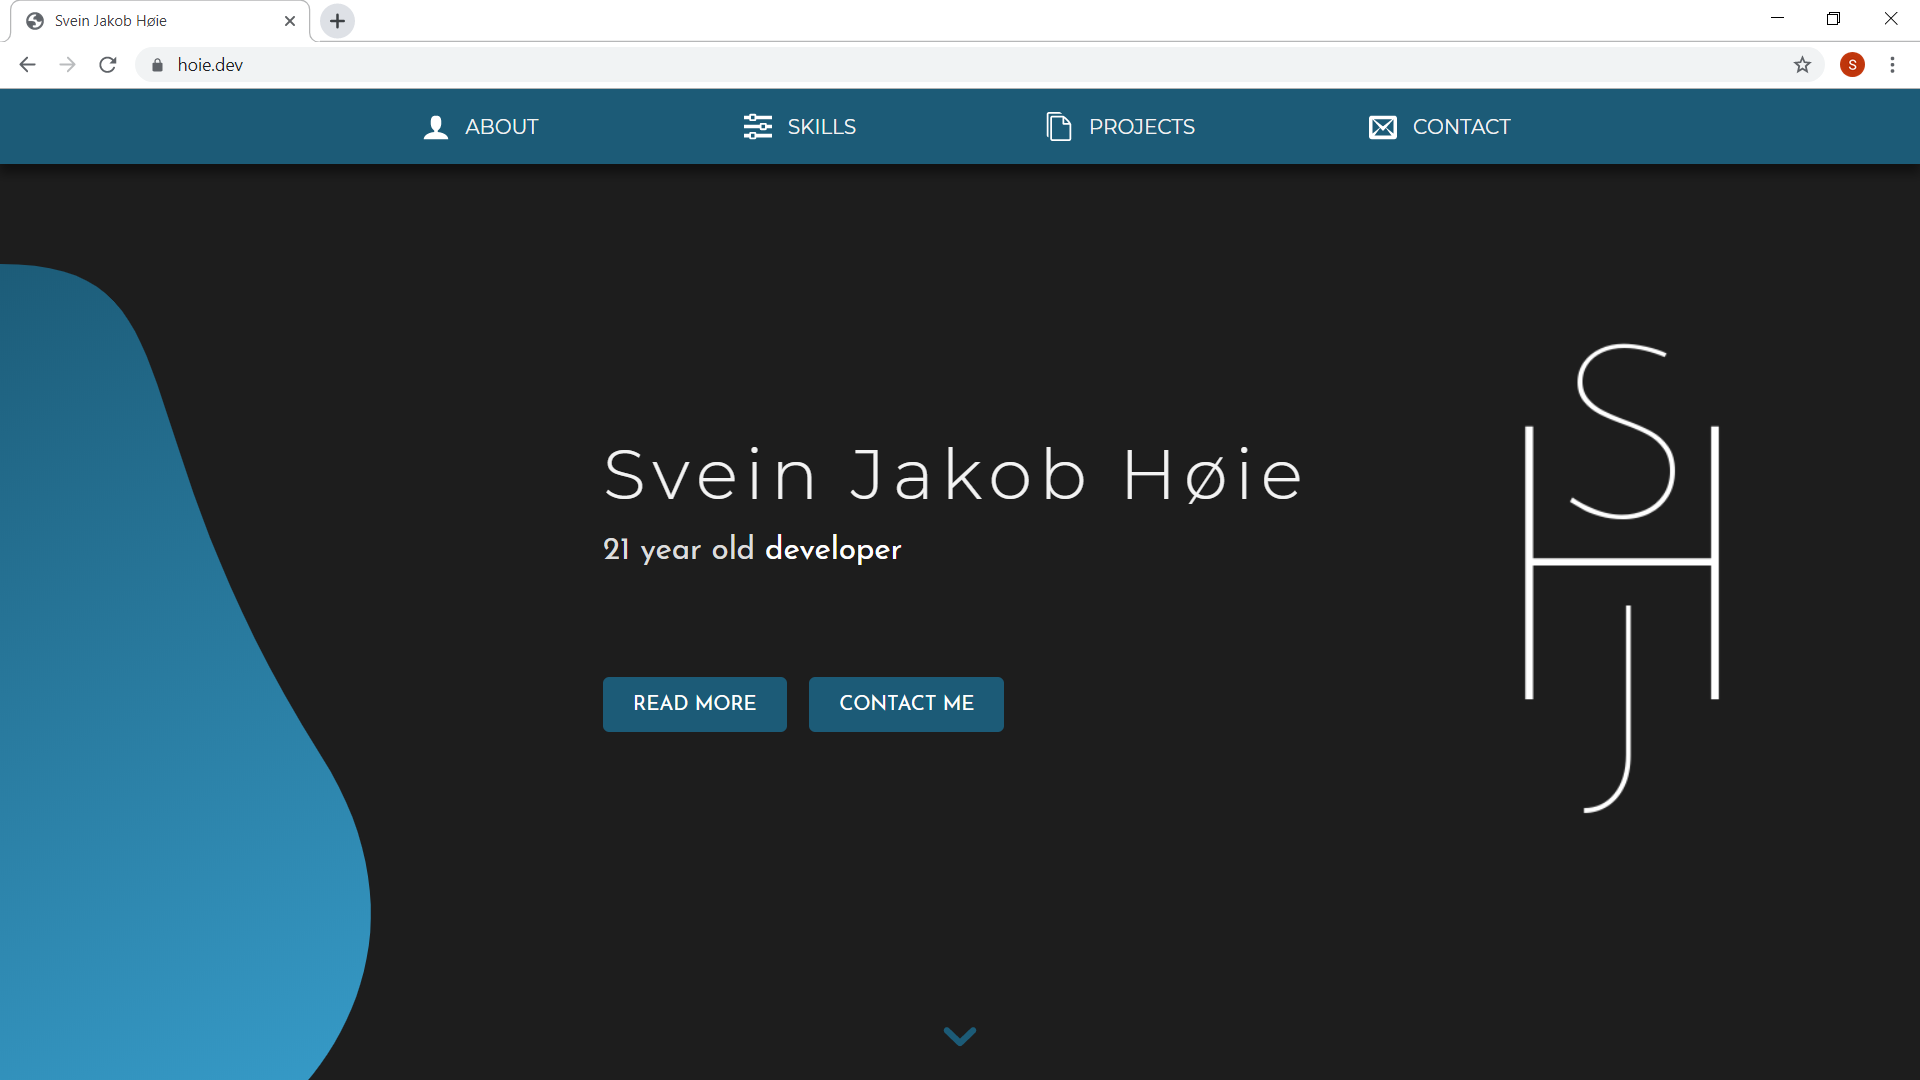 Svein Jakob Høie
hoie.dev
S
ABOUT SKILLS PROJECTS CONTACT
Svein Jakob Høie
21 year old developer
READ MORE CONTACT ME
S
H
J